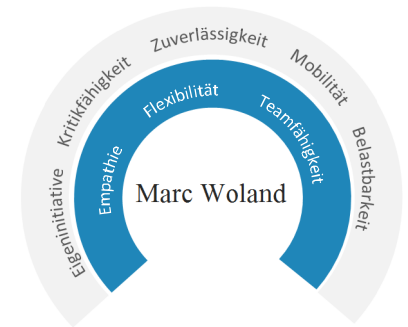 Eigeninitiative
Kritikfähigkeit
Zuverlässigkeit
Mobilität
Belastbarkeit
Empathie
Flexibilität
Teamfähigkeit
Marc Woland